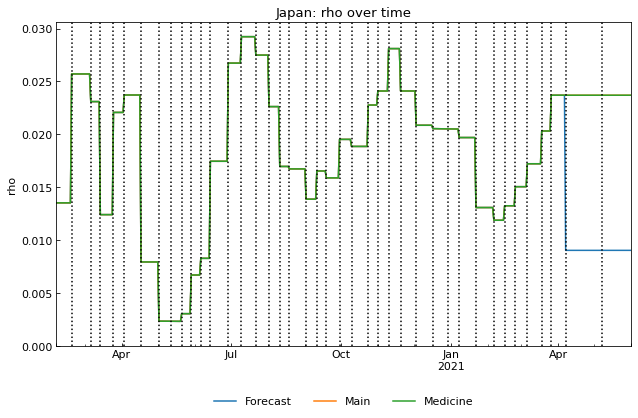 Japan: rho over time
0.030
0.025
0.020
0.015
0.010
0.005
0.000
rho
Apr Jul Oct Jan Apr
2021
Forecast Main Medicine